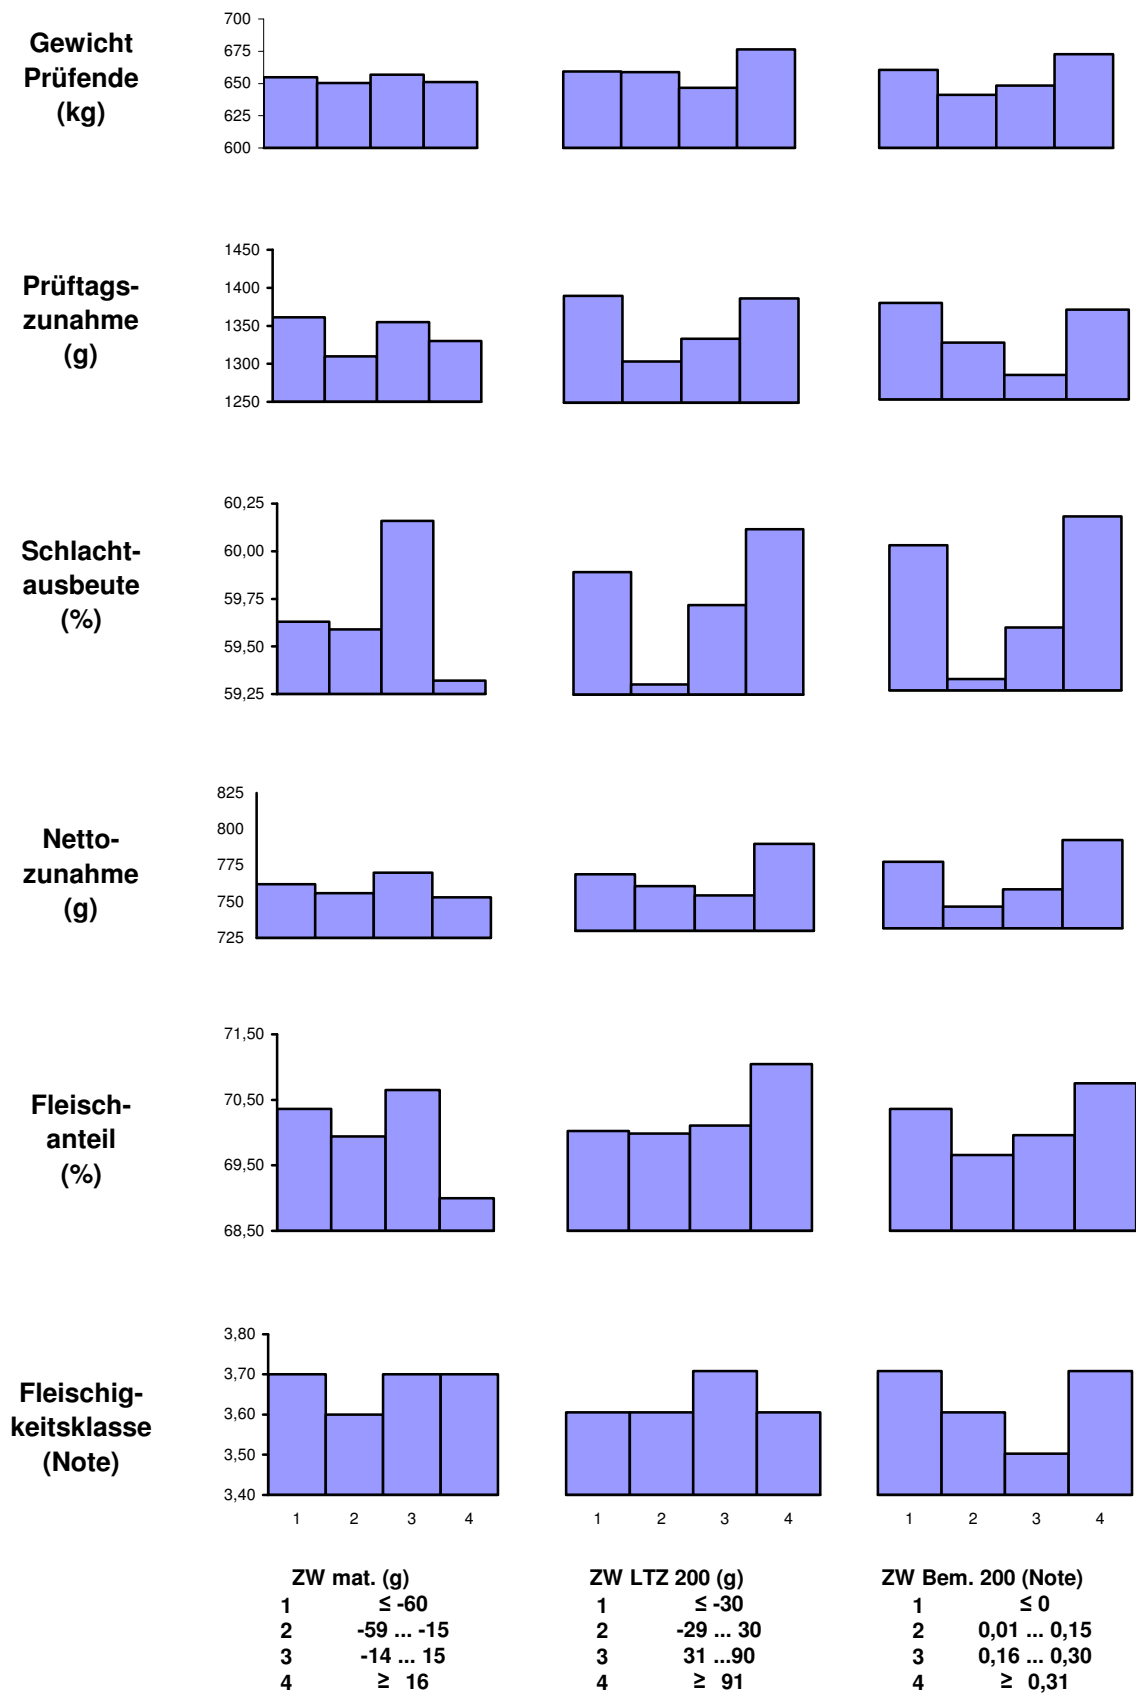 Gewicht
Prüfende
(kg)
700
675
650
625
600
Prüftags-
zunahme
(g)
1450
1400
1350
1300
1250
Schlacht-
ausbeute
(%)
60,25
60,00
59,75
59,50
59,25
Netto-
zunahme
(g)
825
800
775
750
725
Fleisch-
anteil
(%)
71,50
70,50
69,50
68,50
Fleischig-
keitsklasse
(Note)
3,80
3,70
3,60
3,50
3,40
1 2 3 4 1 2 3 4 1 2 3 4
ZW mat. (g) ZW LTZ 200 (g) ZW Bem. 200 (Note)
1 ≤ -60 1 ≤ -30 1 ≤ 0
2 -59 ... -15 2 -29 ... 30 2 0,01 ... 0,15
3 -14 ... 15 3 31 ...90 3 0,16 ... 0,30
4 ≥ 16 4 ≥ 91 4 ≥ 0,31